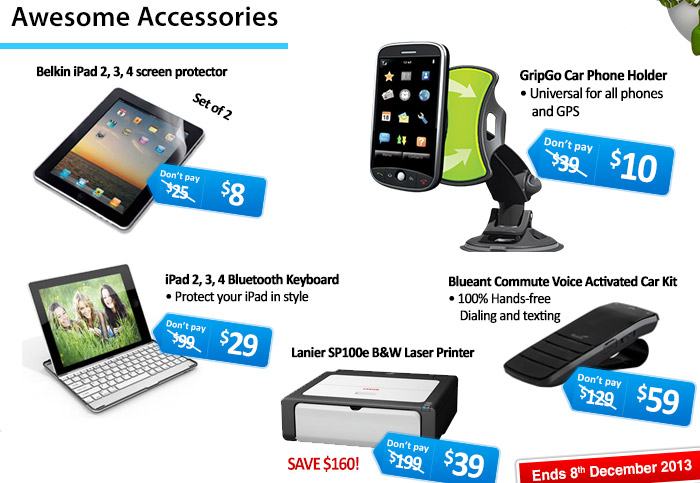 Awesome Accessories
Belkin iPad 2, 3, 4 screen protector
Set of 2
Don't pay
$25
$8
GripGo Car Phone Holder
• Universal for all phones
and GPS
Don't pay
$39
$10
iPad 2, 3, 4 Bluetooth Keyboard
• Protect your iPad in style
Don't pay
$99
$29
Blueant Commute Voice Activated Car Kit
• 100% Hands-free
Dialing and texting
Don't pay
$129
$59
Lanier SP100e B&W Laser Printer
SAVE $160!
Don't pay
$199
$39
Ends 8th December 2013